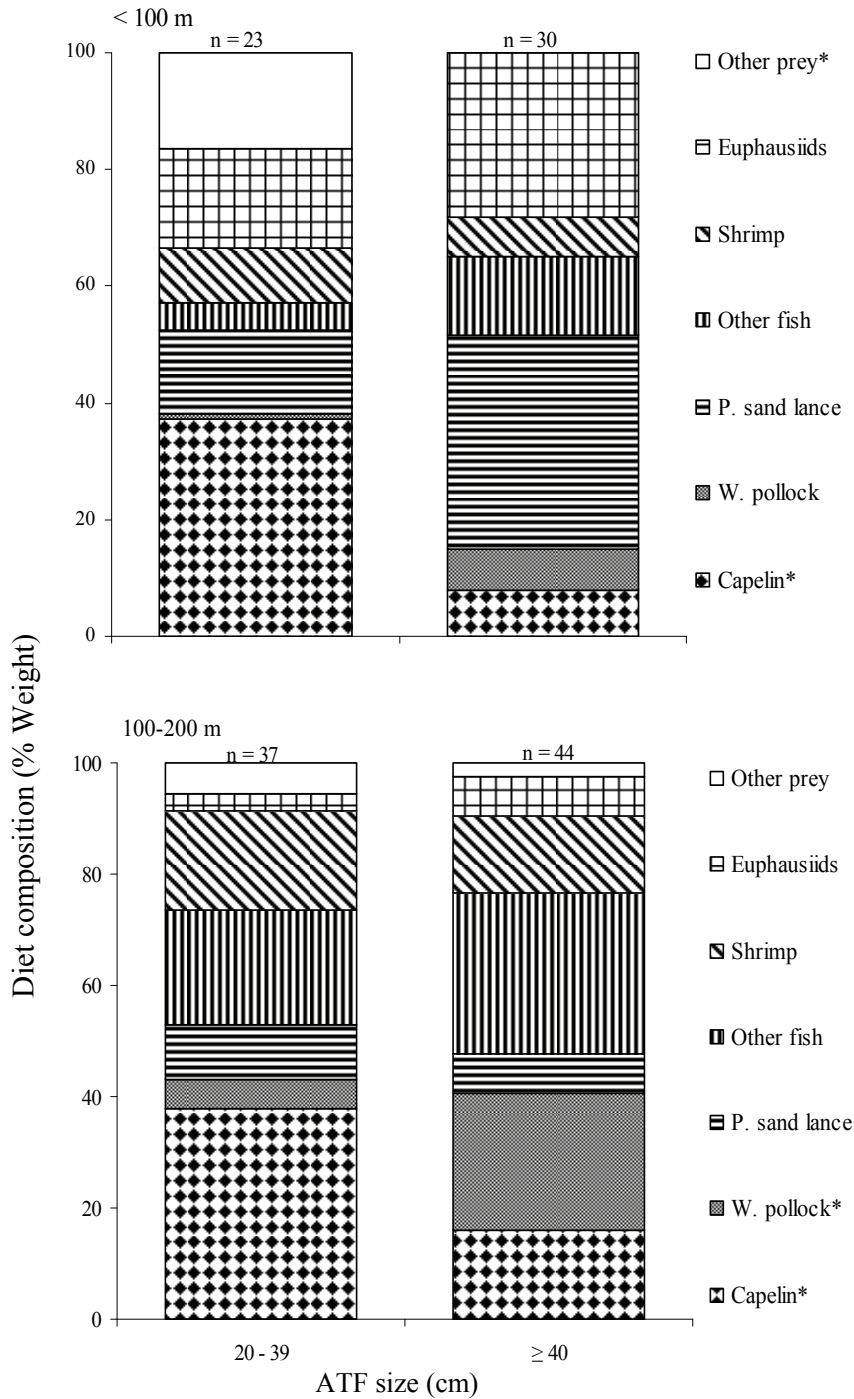 < 100 m
n = 23
n = 30
100
80
60
40
20
0
Other prey*
Euphausiids
Shrimp
Other fish
P. sand lance
W. pollock
Capelin*
Diet composition (% Weight)
100-200 m
n = 37
n = 44
100
80
60
40
20
0
Other prey
Euphausiids
Shrimp
Other fish
P. sand lance
W. pollock*
Capelin*
20 - 39
≥ 40
ATF size (cm)